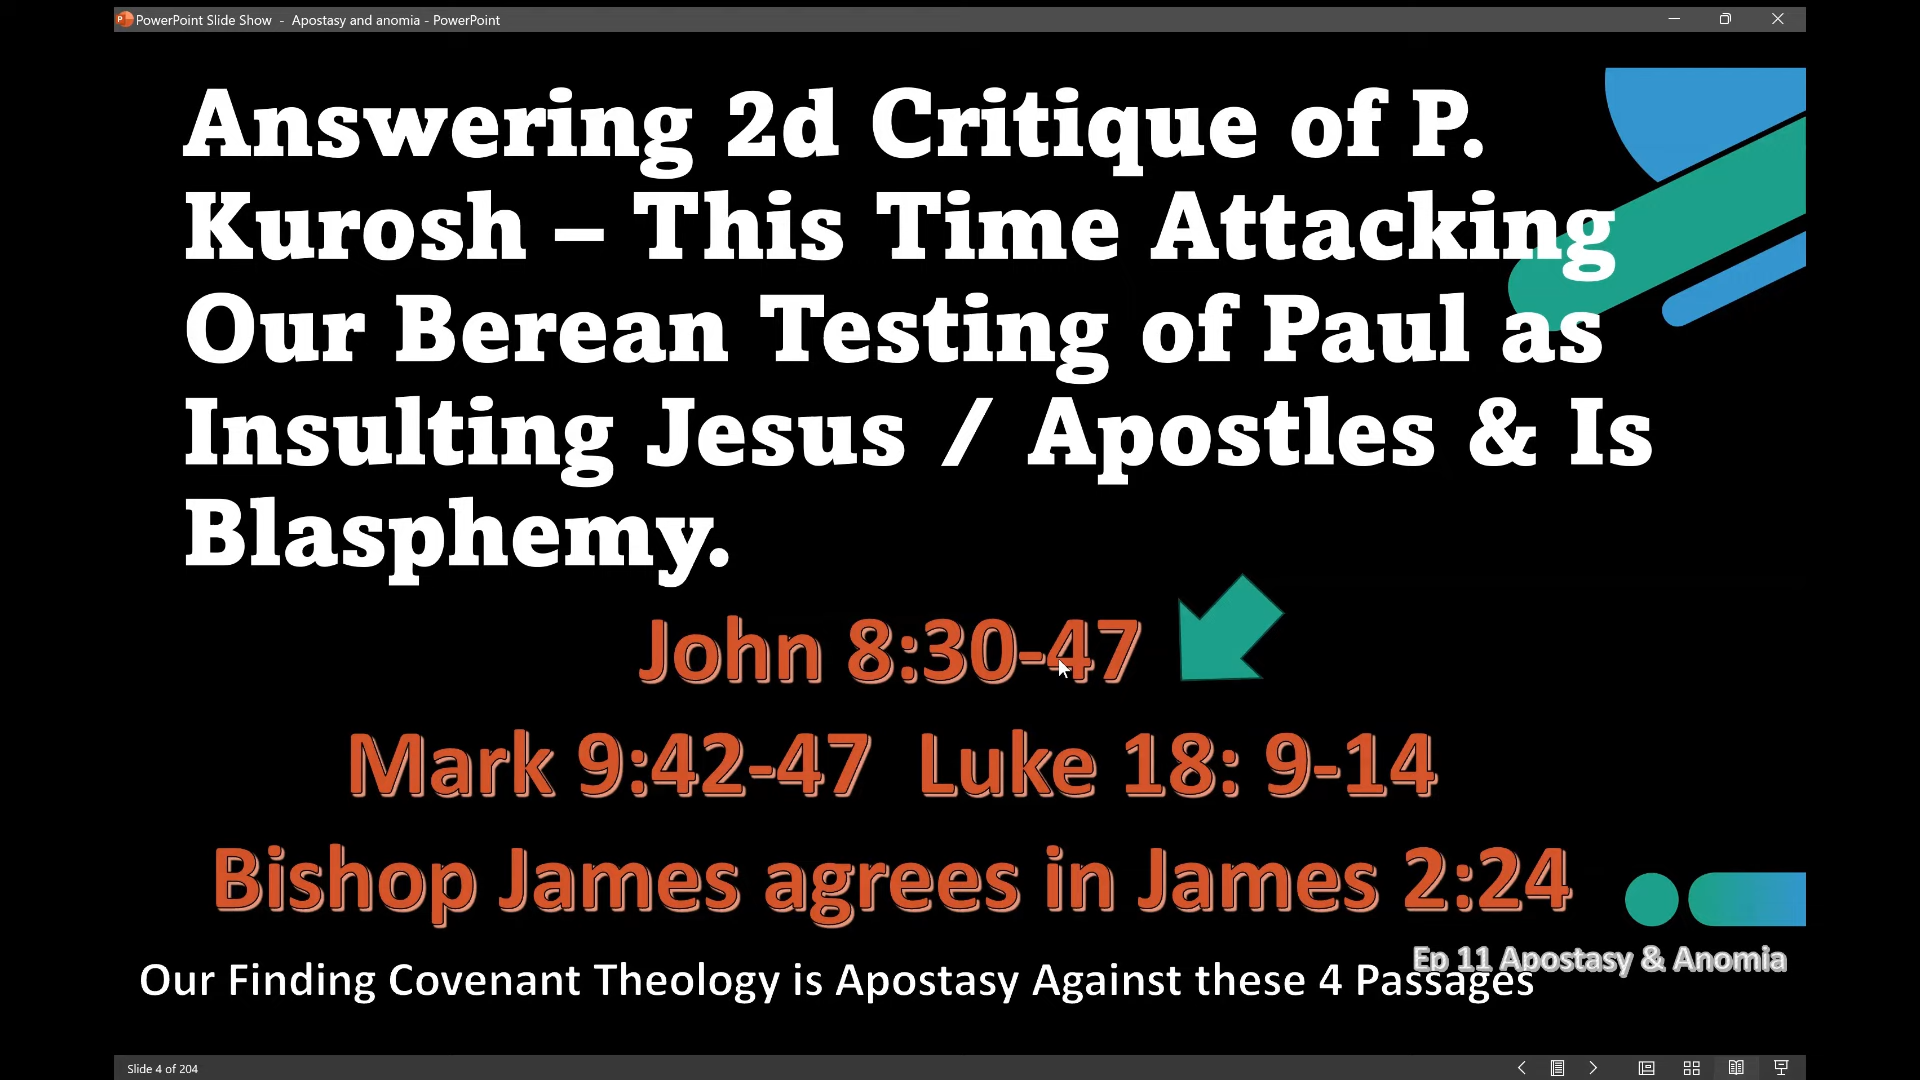 PowerPoint Slide Show - Apostasy and anomia - PowerPoint
Answering 2d Critique of P.
Kurosh – This Time Attacking
Our Berean Testing of Paul as
Insulting Jesus / Apostles & Is
Blasphemy.
John 8:30-47
Mark 9:42-47 Luke 18: 9-14
Bishop James agrees in James 2:24
Ep 11 Apostasy & Anomia
Our Finding Covenant Theology is Apostasy Against these 4 Passages
Slide 4 of 204